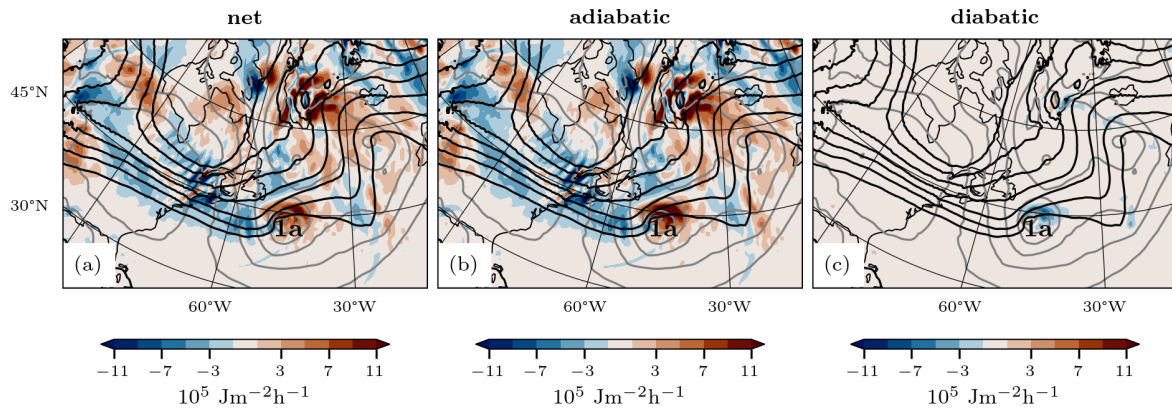 net adiabatic diabatic
45°N
30°N
1a 1a 1a
(a) (b) (c)
60°W 30°W 60°W 30°W 60°W 30°W
−11 −7 −3 3 7 11 −11 −7 −3 3 7 11 −11 −7 −3 3 7 11
10⁵ Jm⁻²h⁻¹ 10⁵ Jm⁻²h⁻¹ 10⁵ Jm⁻²h⁻¹